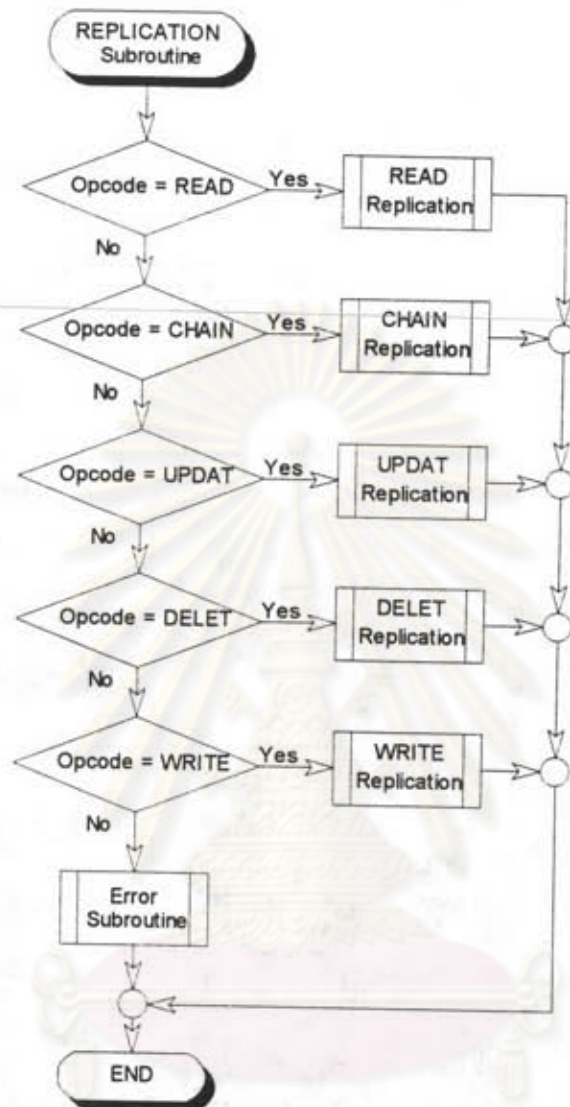 REPLICATION
Subroutine
Opcode = READ
Yes
READ
Replication
No
Opcode = CHAIN
Yes
CHAIN
Replication
No
Opcode = UPDAT
Yes
UPDAT
Replication
No
Opcode = DELET
Yes
DELET
Replication
No
Opcode = WRITE
Yes
WRITE
Replication
No
Error
Subroutine
END